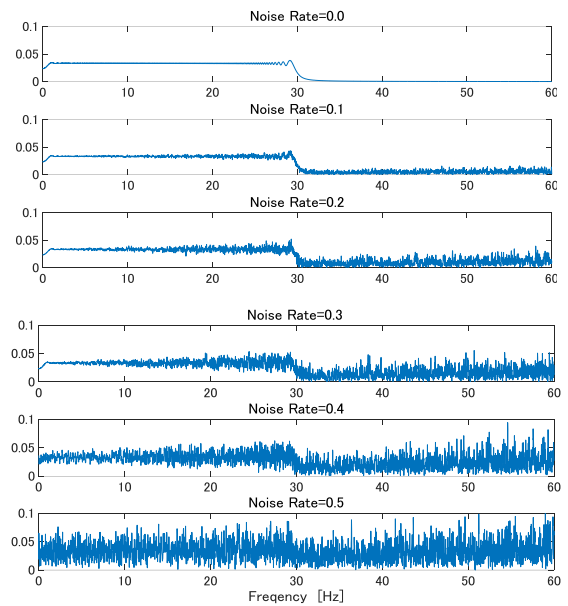 Noise Rate=0.0
0.1
0.05
0
0 10 20 30 40 50 60
Noise Rate=0.1
0.1
0.05
0
0 10 20 30 40 50 60
Noise Rate=0.2
0.1
0.05
0
0 10 20 30 40 50 60
Noise Rate=0.3
0.1
0.05
0
0 10 20 30 40 50 60
Noise Rate=0.4
0.1
0.05
0
0 10 20 30 40 50 60
Noise Rate=0.5
0.1
0.05
0
0 10 20 30 40 50 60
Freqency [Hz]